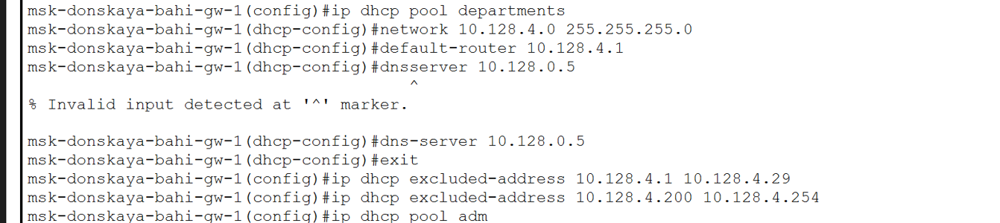 msk-donskaya-bahi-gw-1(config)#ip dhcp pool departments
msk-donskaya-bahi-gw-1(dhcp-config)#network 10.128.4.0 255.255.255.0
msk-donskaya-bahi-gw-1(dhcp-config)#default-router 10.128.4.1
msk-donskaya-bahi-gw-1(dhcp-config)#dnsserver 10.128.0.5
^
% Invalid input detected at '^' marker.
msk-donskaya-bahi-gw-1(dhcp-config)#dns-server 10.128.0.5
msk-donskaya-bahi-gw-1(dhcp-config)#exit
msk-donskaya-bahi-gw-1(config)#ip dhcp excluded-address 10.128.4.1 10.128.4.29
msk-donskaya-bahi-gw-1(config)#ip dhcp excluded-address 10.128.4.200 10.128.4.254
msk-donskaya-bahi-gw-1(config)#ip dhcp pool adm